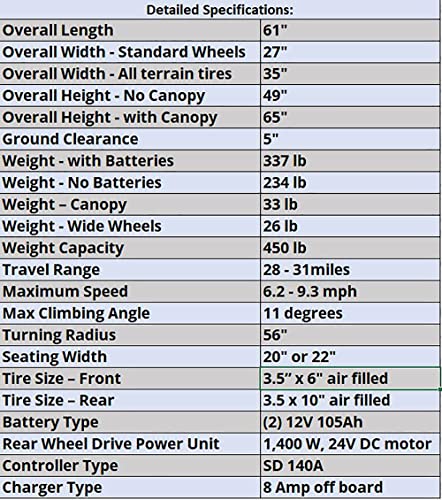 Detailed Specifications:
Overall Length 61"
Overall Width - Standard Wheels 27"
Overall Width - All terrain tires 35"
Overall Height - No Canopy 49"
Overall Height - with Canopy 65"
Ground Clearance 5"
Weight - with Batteries 337 lb
Weight - No Batteries 234 lb
Weight – Canopy 33 lb
Weight - Wide Wheels 26 lb
Weight Capacity 450 lb
Travel Range 28 - 31miles
Maximum Speed 6.2 - 9.3 mph
Max Climbing Angle 11 degrees
Turning Radius 56"
Seating Width 20" or 22"
Tire Size – Front 3.5” x 6" air filled
Tire Size – Rear 3.5 x 10" air filled
Battery Type (2) 12V 105Ah
Rear Wheel Drive Power Unit 1,400 W, 24V DC motor
Controller Type SD 140A
Charger Type 8 Amp off board